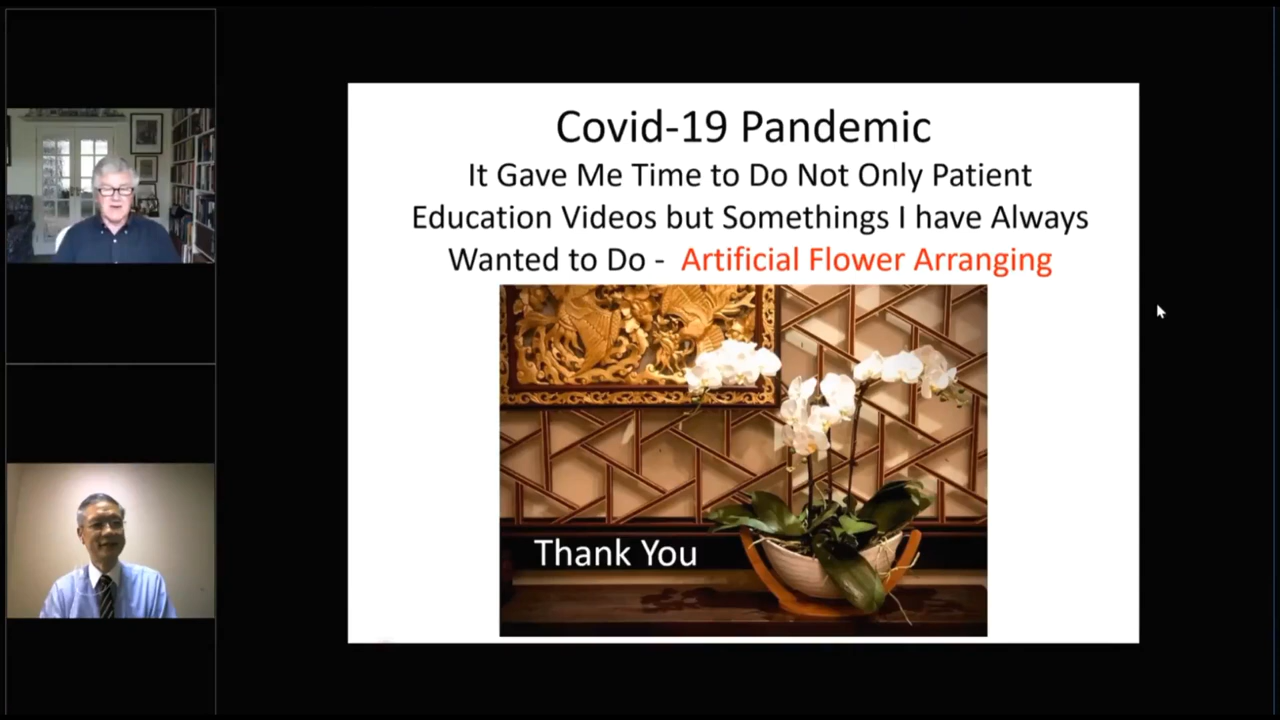 Covid-19 Pandemic
It Gave Me Time to Do Not Only Patient
Education Videos but Somethings I have Always
Wanted to Do - Artificial Flower Arranging
Thank You